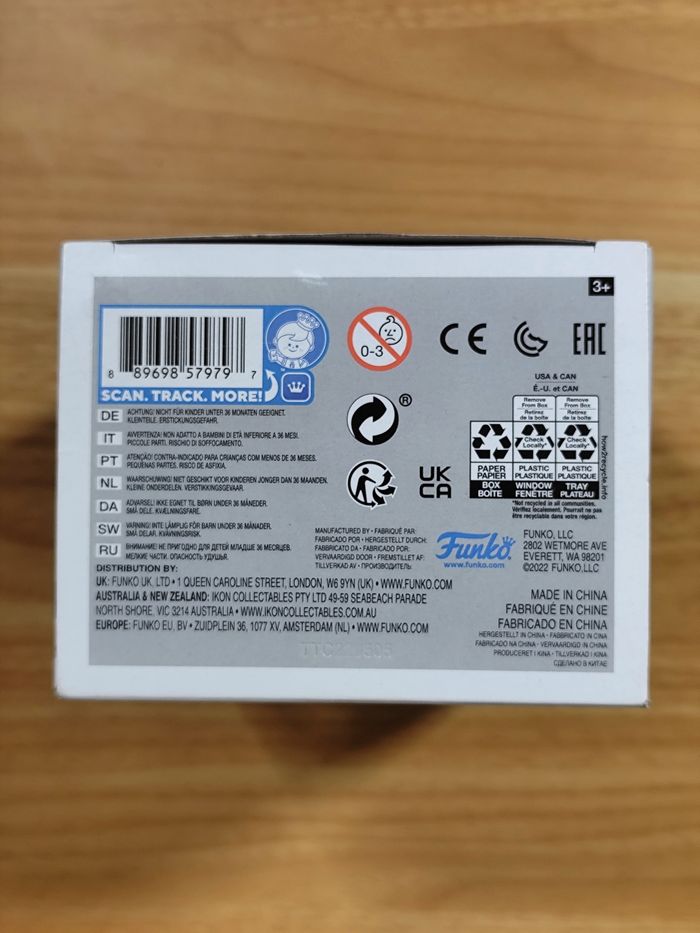 3+
8 89698 57979 7
SCAN. TRACK. MORE!
0-3
CE
EAC
USA & CAN
É.-U. et CAN
Remove From Box
Retirez de la boîte
Remove From Box
Retirez de la boîte
Check Locally*
Check Locally*
PAPER
PAPIER
BOX
BOÎTE
PLASTIC
PLASTIQUE
WINDOW
FENÊTRE
PLASTIC
PLASTIQUE
TRAY
PLATEAU
how2recycle.info
*Not recycled in all communities.
Vérifiez localement. Pourrait ne pas
être recyclable dans votre région.
®
UK
CA
DE ACHTUNG! NICHT FÜR KINDER UNTER 36 MONATEN GEEIGNET.
KLEINTEILE. ERSTICKUNGSGEFAHR.
IT AVVERTENZA! NON ADATTO A BAMBINI DI ETÀ INFERIORE A 36 MESI.
PICCOLE PARTI. RISCHIO DI SOFFOCAMENTO.
PT ATENÇÃO! CONTRA-INDICADO PARA CRIANÇAS COM MENOS DE 36 MESES.
PEQUENAS PARTES. RISCO DE ASFIXIA.
NL WAARSCHUWING! NIET GESCHIKT VOOR KINDEREN JONGER DAN 36 MAANDEN.
KLEINE ONDERDELEN. VERSTIKKINGSGEVAAR.
DA ADVARSEL! IKKE EGNET TIL BØRN UNDER 36 MÅNEDER.
SMÅ DELE. KVÆLNINGSFARE.
SW VARNING! INTE LÄMPLIG FÖR BARN UNDER 36 MÅNADER.
SMÅ DELAR. KVÄVNINGSRISK.
RU ВНИМАНИЕ! НЕ ПРИГОДНО ДЛЯ ДЕТЕЙ МЛАДШЕ 36 МЕСЯЦЕВ.
МЕЛКИЕ ЧАСТИ. ОПАСНОСТЬ УДУШЬЯ.
MANUFACTURED BY • FABRIQUÉ PAR:
FABRICADO POR • HERGESTELLT DURCH:
FABBRICATO DA • FABRICADO POR:
VERVAARDIGD DOOR • FREMSTILLET AF:
TILLVERKAD AV • ПРОИЗВОДИТЕЛЬ:
Funko
www.funko.com
FUNKO, LLC
2802 WETMORE AVE
EVERETT, WA 98201
©2022 FUNKO,LLC
DISTRIBUTION BY:
UK: FUNKO UK. LTD • 1 QUEEN CAROLINE STREET, LONDON, W6 9YN (UK) • WWW.FUNKO.COM
AUSTRALIA & NEW ZEALAND: IKON COLLECTABLES PTY LTD 49-59 SEABEACH PARADE
NORTH SHORE, VIC 3214 AUSTRALIA • WWW.IKONCOLLECTABLES.COM.AU
EUROPE: FUNKO EU, BV • ZUIDPLEIN 36, 1077 XV, AMSTERDAM (NL) • WWW.FUNKO.COM
MADE IN CHINA
FABRIQUÉ EN CHINE
FABRICADO EN CHINA
HERGESTELLT IN CHINA • FABBRICATO IN CINA
FABRICADO NA CHINA • VERVAARDIGD IN CHINA
PRODUCERET I KINA • TILLVERKAD I KINA
СДЕЛАНО В КИТАЕ